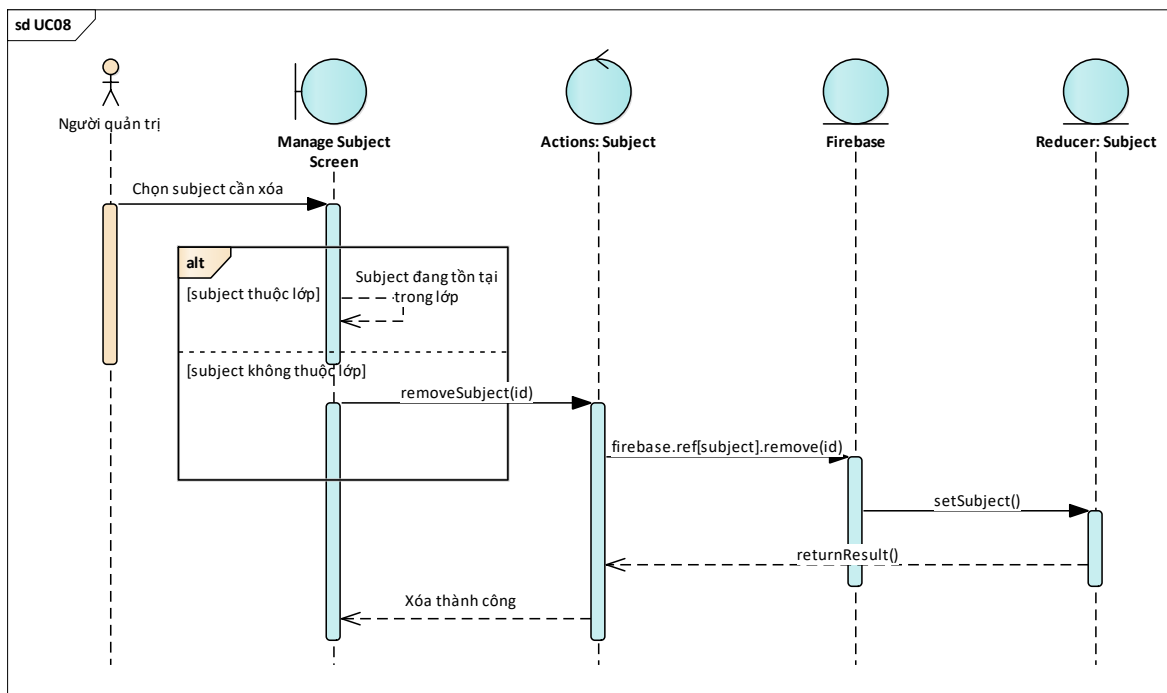 sd UC08
Người quản trị
Manage Subject
Screen
Actions: Subject
Firebase
Reducer: Subject
Chọn subject cần xóa
alt
[subject thuộc lớp]
Subject đang tồn tại
trong lớp
[subject không thuộc lớp]
removeSubject(id)
firebase.ref[subject].remove(id)
setSubject()
returnResult()
Xóa thành công